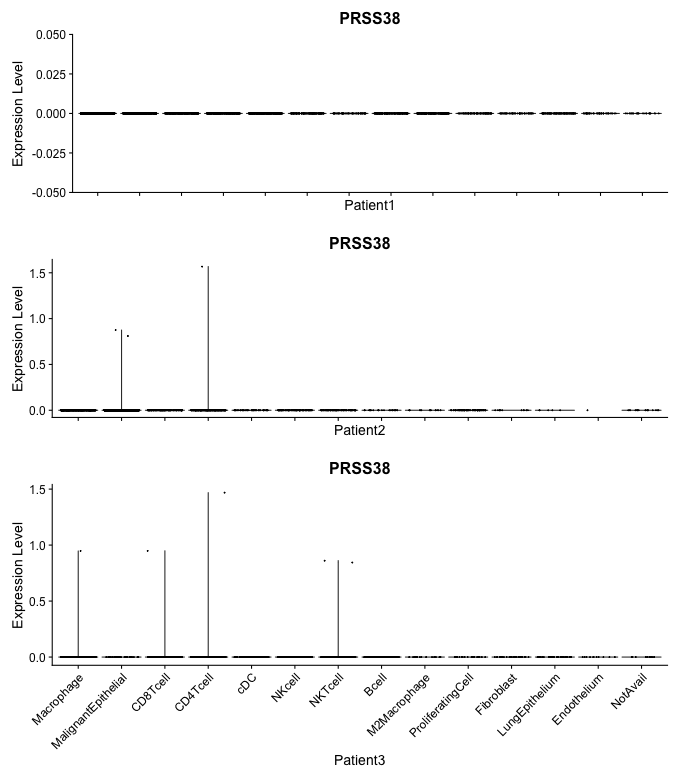 PRSS38
Expression Level
0.050
0.025
0.000
-0.025
-0.050
Patient1
PRSS38
Expression Level
1.5
1.0
0.5
0.0
Patient2
PRSS38
Expression Level
1.5
1.0
0.5
0.0
Macrophage
MalignantEpithelial
CD8Tcell
CD4Tcell
cDC
NKcell
NKTcell
Bcell
M2Macrophage
ProliferatingCell
Fibroblast
LungEpithelium
Endothelium
NotAvail
Patient3